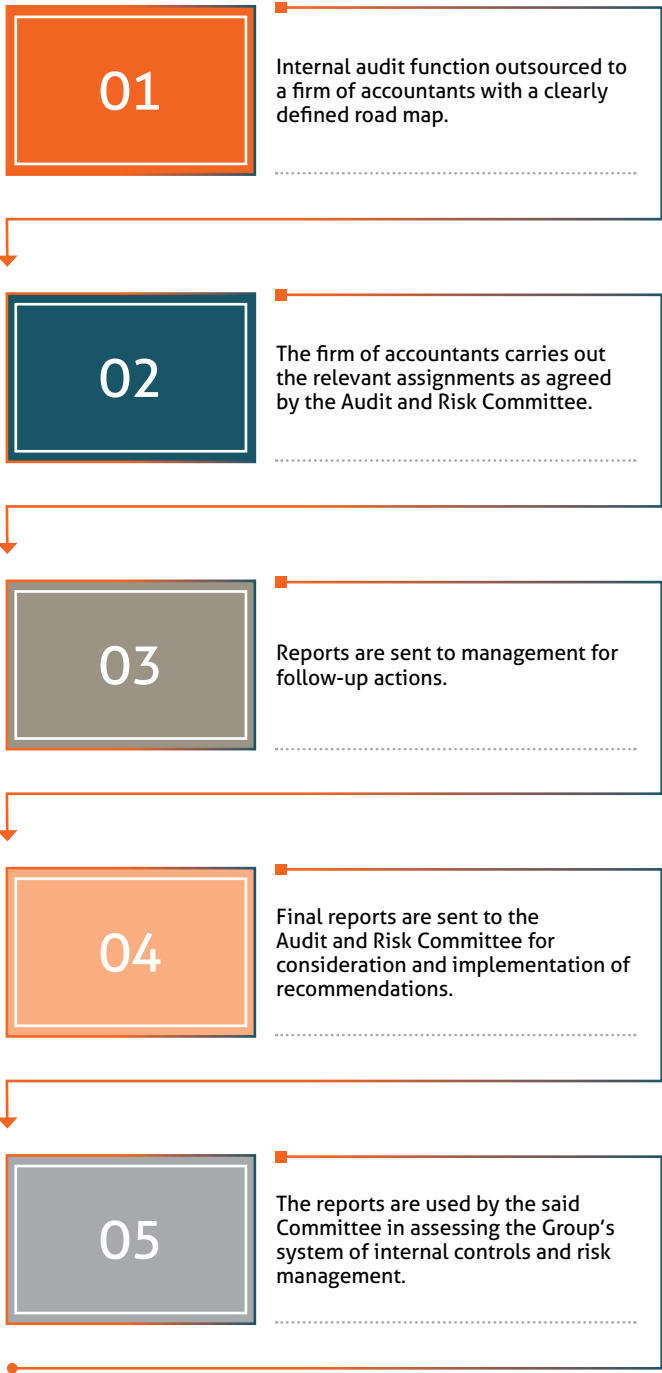 01
Internal audit function outsourced to
a firm of accountants with a clearly
defined road map.
02
The firm of accountants carries out
the relevant assignments as agreed
by the Audit and Risk Committee.
03
Reports are sent to management for
follow-up actions.
04
Final reports are sent to the
Audit and Risk Committee for
consideration and implementation of
recommendations.
05
The reports are used by the said
Committee in assessing the Group’s
system of internal controls and risk
management.